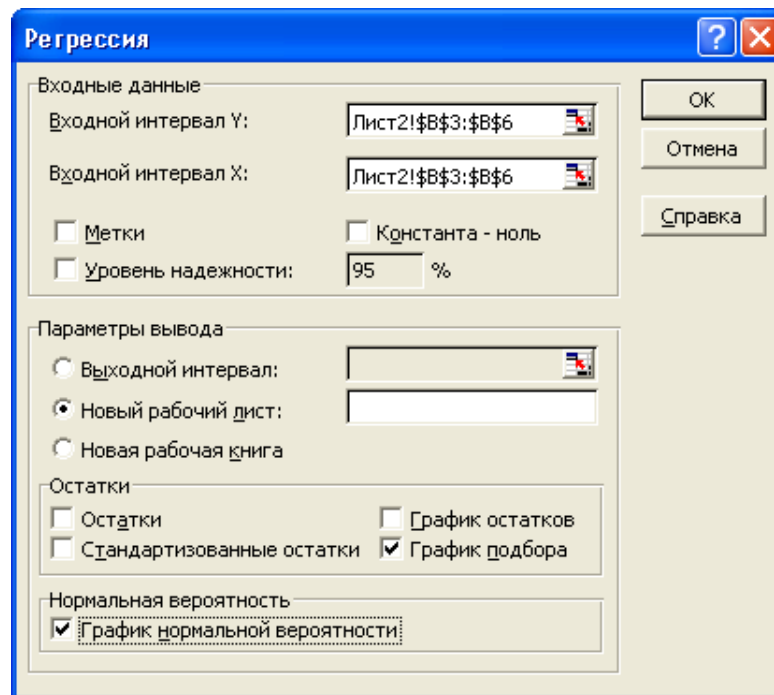 Регрессия
Входные данные
Входной интервал Y: Лист2!$B$3:$B$6
Входной интервал X: Лист2!$B$3:$B$6
Метки Константа - ноль
Уровень надежности: 95 %
ОК
Отмена
Справка
Параметры вывода
Выходной интервал:
Новый рабочий лист:
Новая рабочая книга
Остатки
Остатки График остатков
Стандартизованные остатки График подбора
Нормальная вероятность
График нормальной вероятности